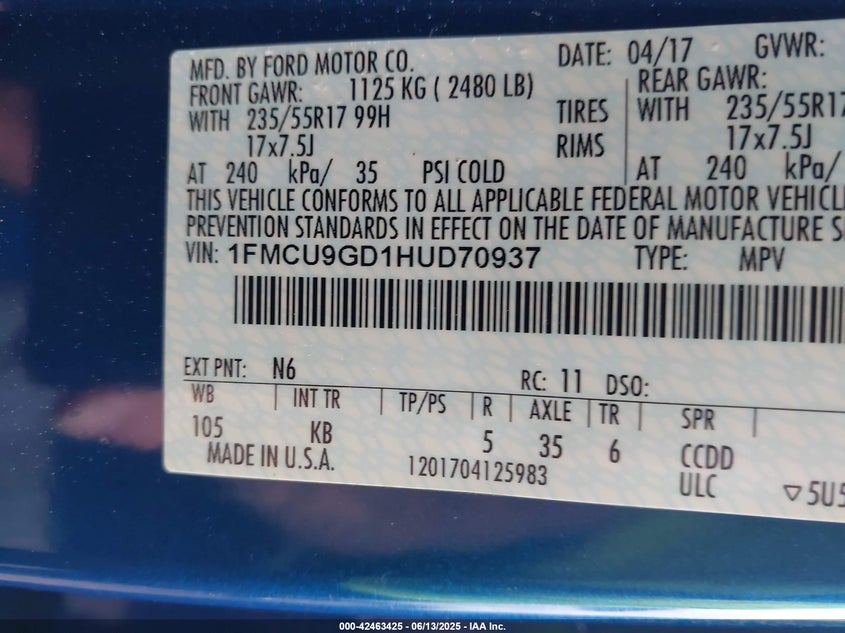 MFD. BY FORD MOTOR CO. DATE: 04/17 GVWR:
FRONT GAWR: 1125 KG ( 2480 LB) REAR GAWR:
WITH 235/55R17 99H TIRES WITH 235/55R17
17x7.5J RIMS 17x7.5J
AT 240 kPa/ 35 PSI COLD AT 240 kPa/
THIS VEHICLE CONFORMS TO ALL APPLICABLE FEDERAL MOTOR VEHICLE
PREVENTION STANDARDS IN EFFECT ON THE DATE OF MANUFACTURE S
VIN: 1FMCU9GD1HUD70937 TYPE: MPV
EXT PNT: N6 RC: 11 DSO:
WB INT TR TP/PS R AXLE TR SPR
105 KB 5 35 6 CCDD
MADE IN U.S.A. 1201704125983 ULC ▽5U5
000-42463425 - 06/13/2025 - IAA Inc.